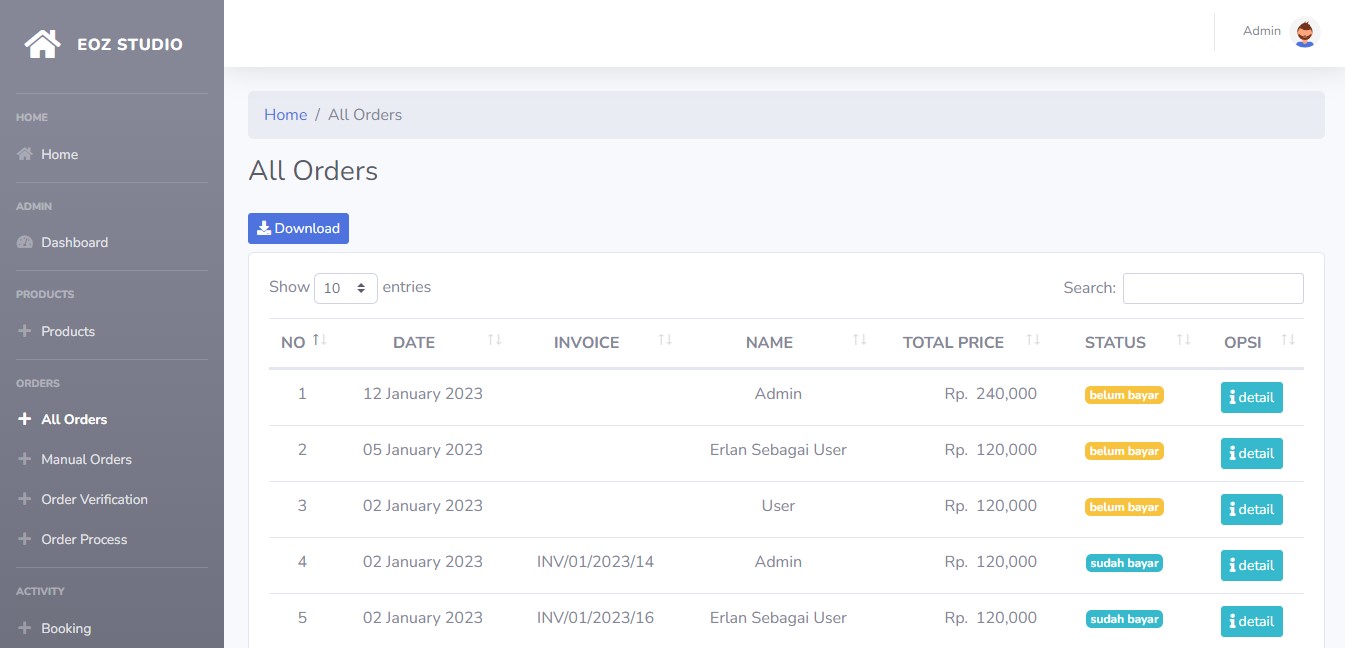 EOZ STUDIO
Admin
HOME
Home
ADMIN
Dashboard
PRODUCTS
Products
ORDERS
All Orders
Manual Orders
Order Verification
Order Process
ACTIVITY
Booking
Home / All Orders
All Orders
Download
Show 10 entries
Search:
NO DATE INVOICE NAME TOTAL PRICE STATUS OPSI
1 12 January 2023 Admin Rp. 240,000 belum bayar detail
2 05 January 2023 Erlan Sebagai User Rp. 120,000 belum bayar detail
3 02 January 2023 User Rp. 120,000 belum bayar detail
4 02 January 2023 INV/01/2023/14 Admin Rp. 120,000 sudah bayar detail
5 02 January 2023 INV/01/2023/16 Erlan Sebagai User Rp. 120,000 sudah bayar detail